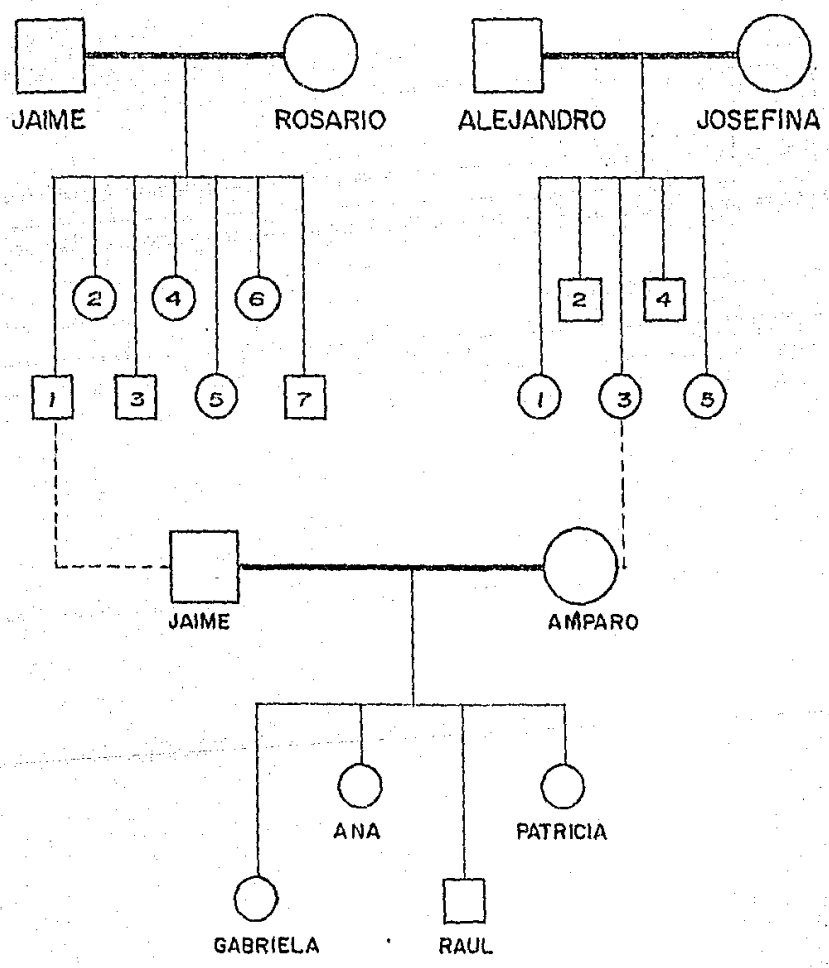 JAIME ROSARIO ALEJANDRO JOSEFINA
2 4 6 2 4
1 3 5 7 1 3 5
JAIME AMPARO
ANA PATRICIA
GABRIELA RAUL